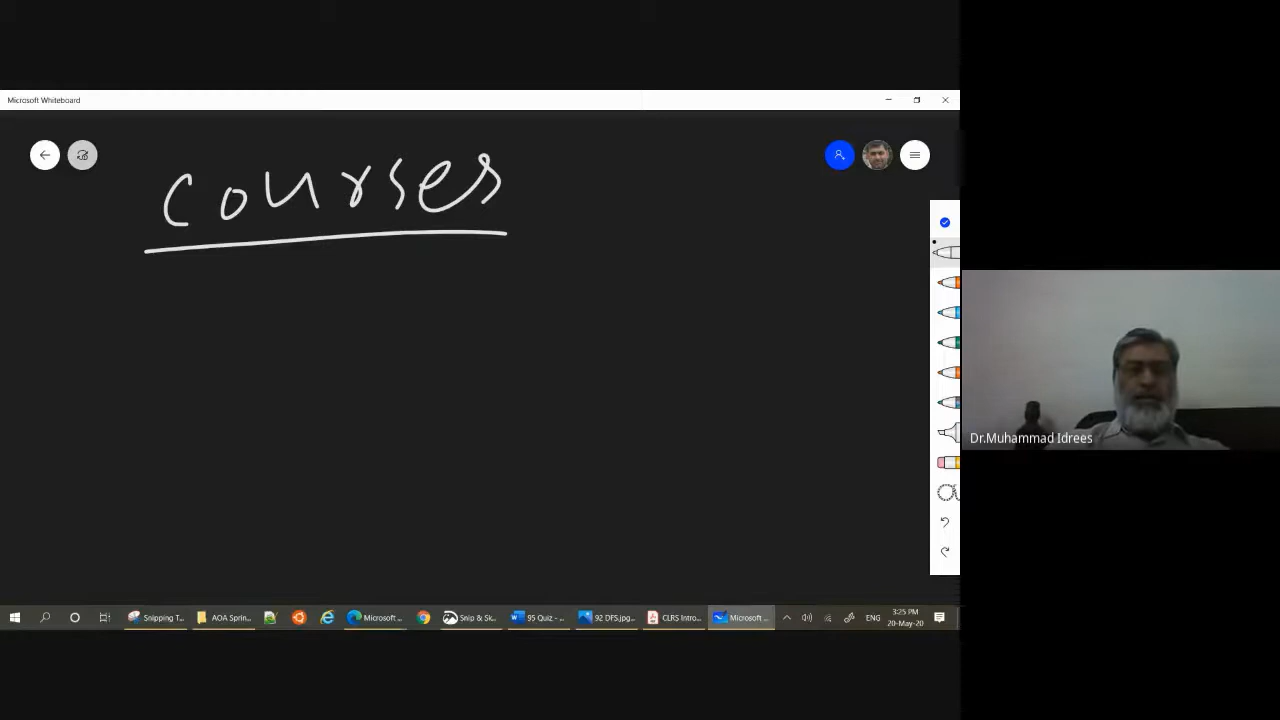 Microsoft Whiteboard
courses
Dr.Muhammad Idrees
Snipping T...
AOA Sprin...
Microsoft ...
Snip & Sk...
95 Quiz - ...
92 DFS.jpg...
CLRS Intro...
Microsoft ...
ENG
3:25 PM
20-May-20